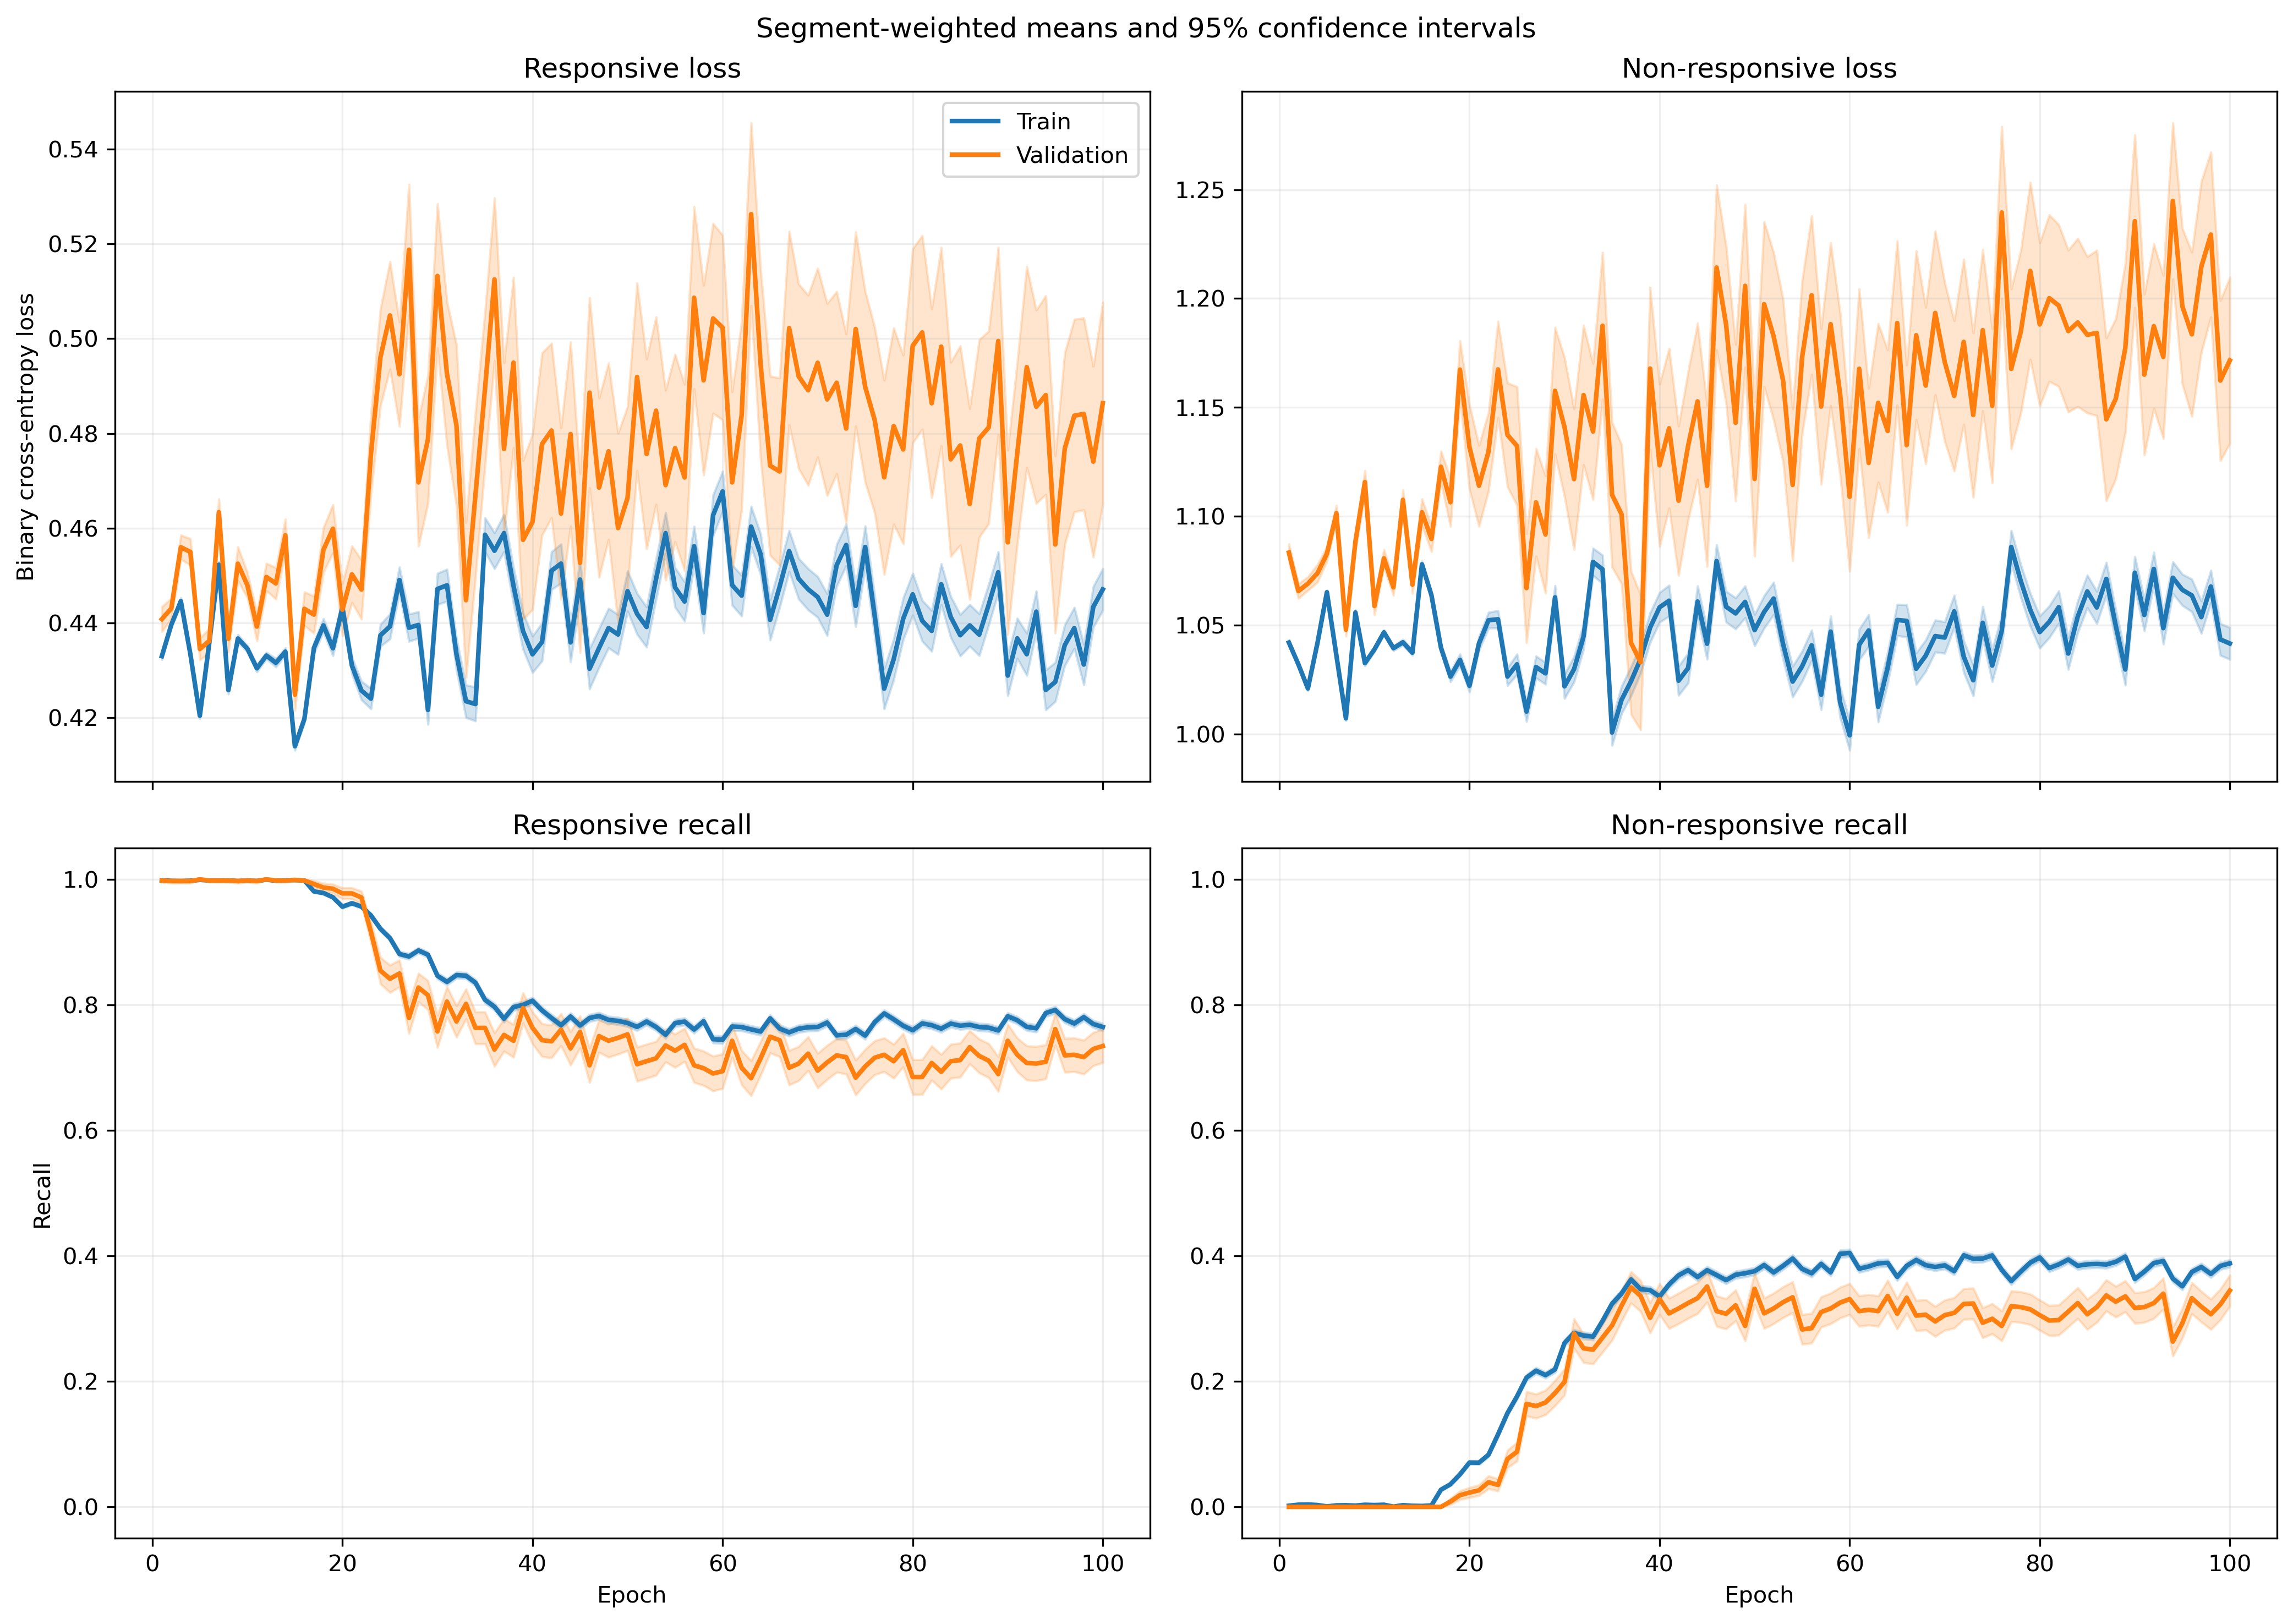 Segment-weighted means and 95% confidence intervals
Responsive loss
Non-responsive loss
Train
Validation
Binary cross-entropy loss
0.54
0.52
0.50
0.48
0.46
0.44
0.42
1.25
1.20
1.15
1.10
1.05
1.00
Responsive recall
Non-responsive recall
Recall
1.0
0.8
0.6
0.4
0.2
0.0
1.0
0.8
0.6
0.4
0.2
0.0
0 20 40 60 80 100
0 20 40 60 80 100
Epoch
Epoch